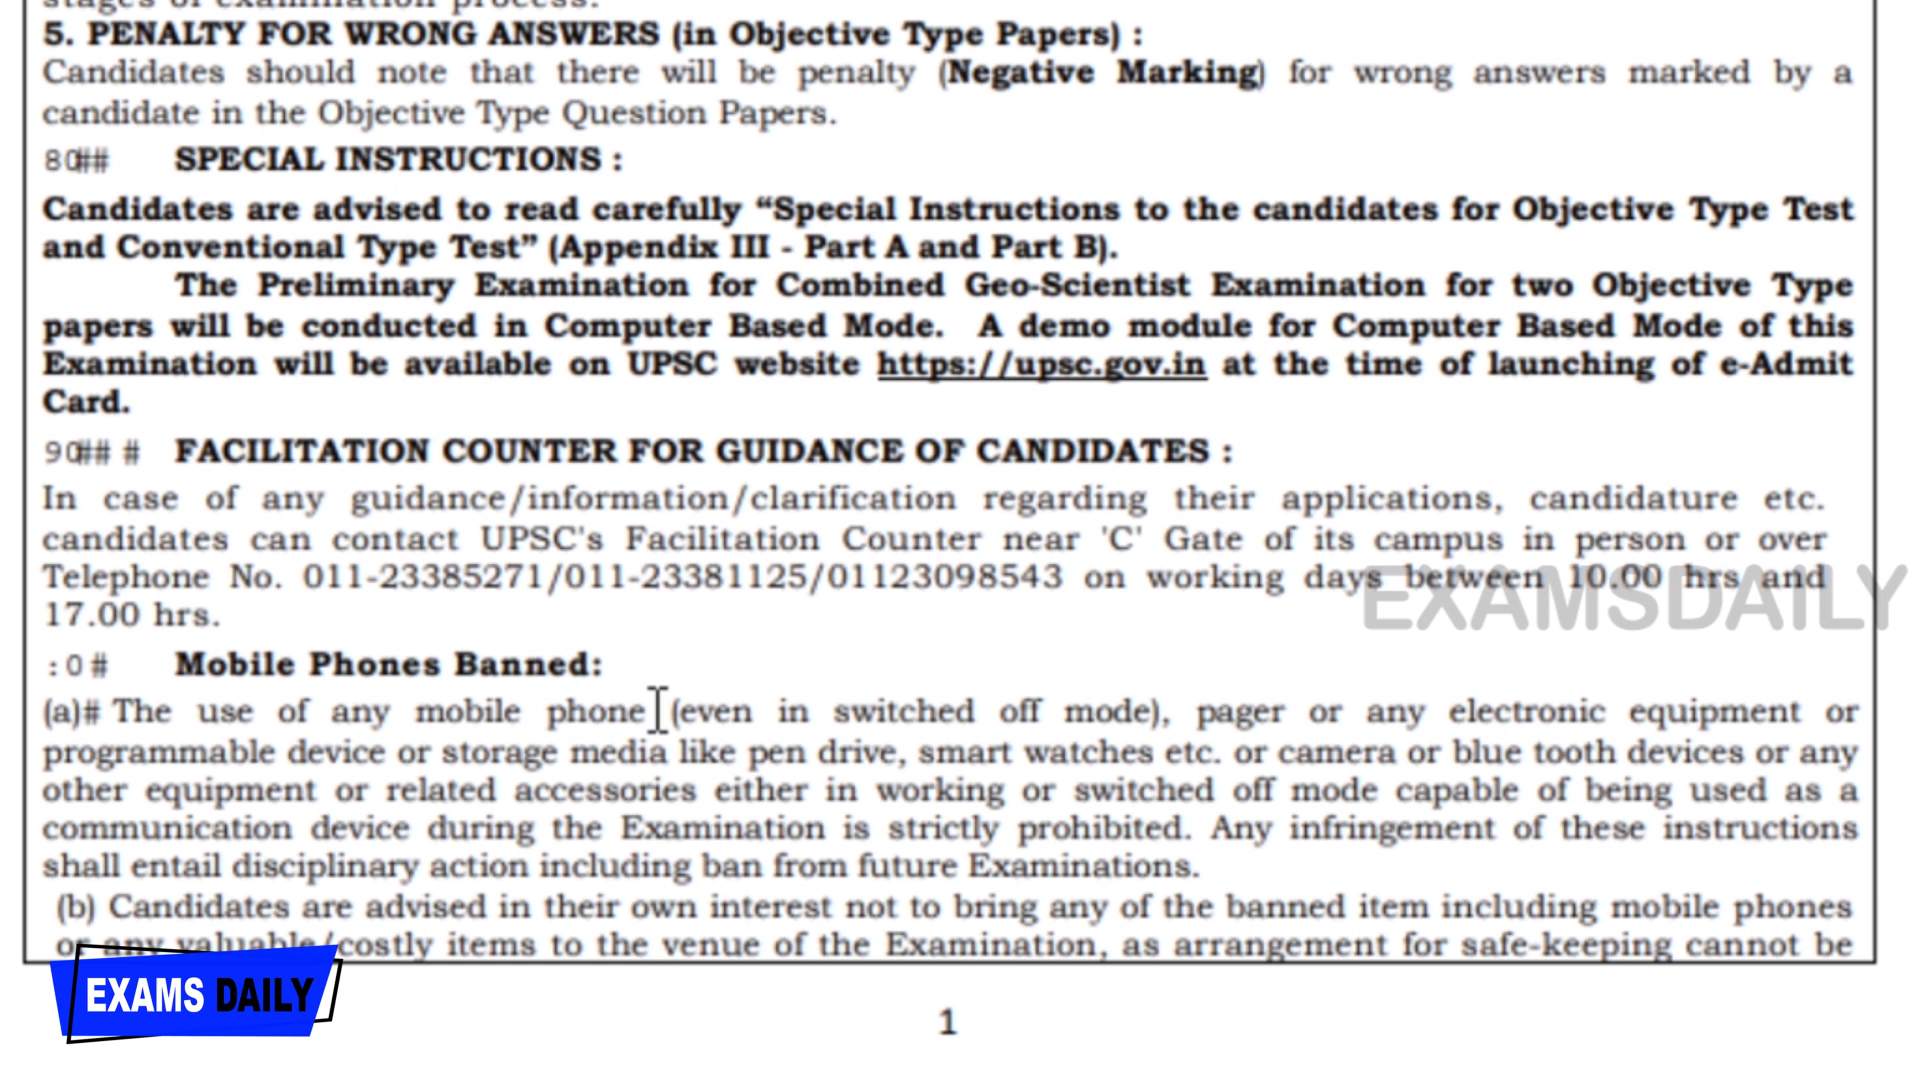 stages of examination process.
5. PENALTY FOR WRONG ANSWERS (in Objective Type Papers) :
Candidates should note that there will be penalty (Negative Marking) for wrong answers marked by a
candidate in the Objective Type Question Papers.
80## SPECIAL INSTRUCTIONS :
Candidates are advised to read carefully “Special Instructions to the candidates for Objective Type Test
and Conventional Type Test” (Appendix III - Part A and Part B).
The Preliminary Examination for Combined Geo-Scientist Examination for two Objective Type
papers will be conducted in Computer Based Mode. A demo module for Computer Based Mode of this
Examination will be available on UPSC website https://upsc.gov.in at the time of launching of e-Admit
Card.
90## # FACILITATION COUNTER FOR GUIDANCE OF CANDIDATES :
In case of any guidance/information/clarification regarding their applications, candidature etc.
candidates can contact UPSC's Facilitation Counter near 'C' Gate of its campus in person or over
Telephone No. 011-23385271/011-23381125/01123098543 on working days between 10.00 hrs and
17.00 hrs.
EXAMSDAILY
:0 # Mobile Phones Banned:
(a)# The use of any mobile phone (even in switched off mode), pager or any electronic equipment or
programmable device or storage media like pen drive, smart watches etc. or camera or blue tooth devices or any
other equipment or related accessories either in working or switched off mode capable of being used as a
communication device during the Examination is strictly prohibited. Any infringement of these instructions
shall entail disciplinary action including ban from future Examinations.
(b) Candidates are advised in their own interest not to bring any of the banned item including mobile phones
or any valuable/costly items to the venue of the Examination, as arrangement for safe-keeping cannot be
EXAMS DAILY
1